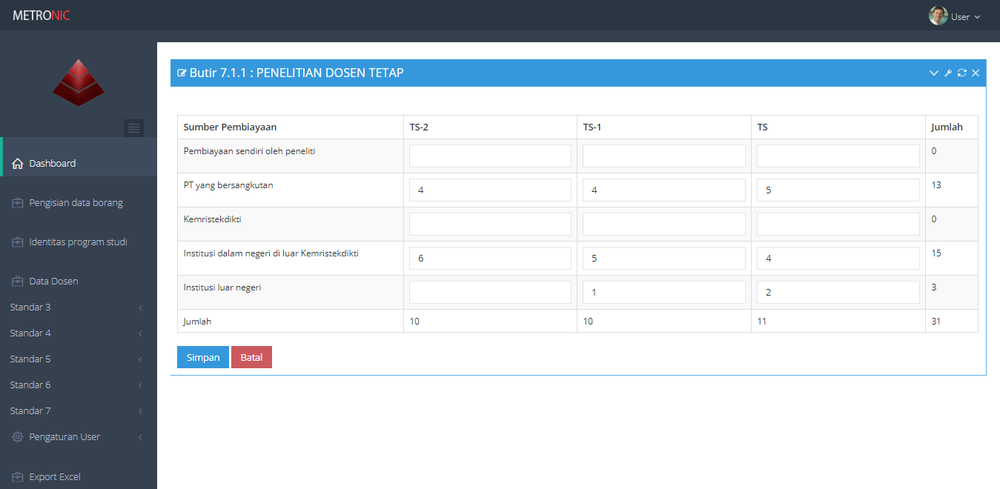 METRONIC
User
Dashboard
Pengisian data borang
Identitas program studi
Data Dosen
Standar 3
Standar 4
Standar 5
Standar 6
Standar 7
Pengaturan User
Export Excel
Butir 7.1.1 : PENELITIAN DOSEN TETAP
Sumber Pembiayaan TS-2 TS-1 TS Jumlah
Pembiayaan sendiri oleh peneliti 0
PT yang bersangkutan 4 4 5 13
Kemristekdikti 0
Institusi dalam negeri di luar Kemristekdikti 6 5 4 15
Institusi luar negeri 1 2 3
Jumlah 10 10 11 31
Simpan Batal